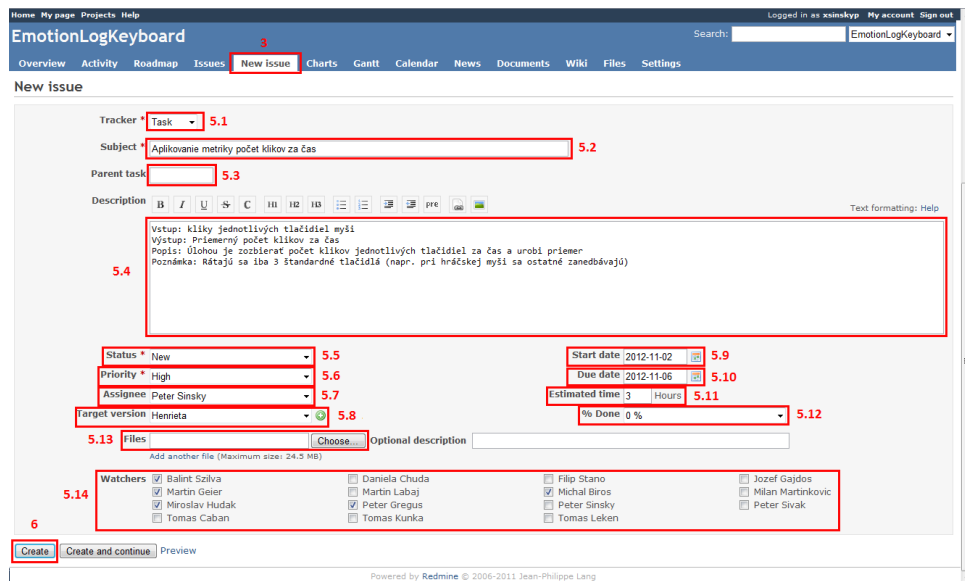 Home My page Projects Help
Logged in as xsinskyp My account Sign out
EmotionLogKeyboard
Search:
EmotionLogKeyboard
3
Overview Activity Roadmap Issues New issue Charts Gantt Calendar News Documents Wiki Files Settings
New issue
Tracker * Task 5.1
Subject * Aplikovanie metriky počet klikov za čas 5.2
Parent task 5.3
Description B I U S C H1 H2 H3 pre
Text formatting: Help
5.4
Vstup: kliky jednotlivých tlačidiel myši
Výstup: Priemerný počet klikov za čas
Popis: Úlohou je zozbierať počet klikov jednotlivých tlačidiel za čas a urobi priemer
Poznámka: Rátajú sa iba 3 štandardné tlačidlá (napr. pri hráčskej myši sa ostatné zanedbávajú)
Status * New 5.5
Start date 2012-11-02 5.9
Priority * High 5.6
Due date 2012-11-06 5.10
Assignee Peter Sinsky 5.7
Estimated time 3 Hours 5.11
Target version Henrieta 5.8
% Done 0 % 5.12
5.13 Files Choose... Optional description
Add another file (Maximum size: 24.5 MB)
5.14
Watchers Balint Szilva Daniela Chuda Filip Stano Jozef Gajdos
Martin Geier Martin Labaj Michal Biros Milan Martinkovic
Miroslav Hudak Peter Gregus Peter Sinsky Peter Sivak
Tomas Caban Tomas Kunka Tomas Leken
6
Create Create and continue Preview
Powered by Redmine © 2006-2011 Jean-Philippe Lang